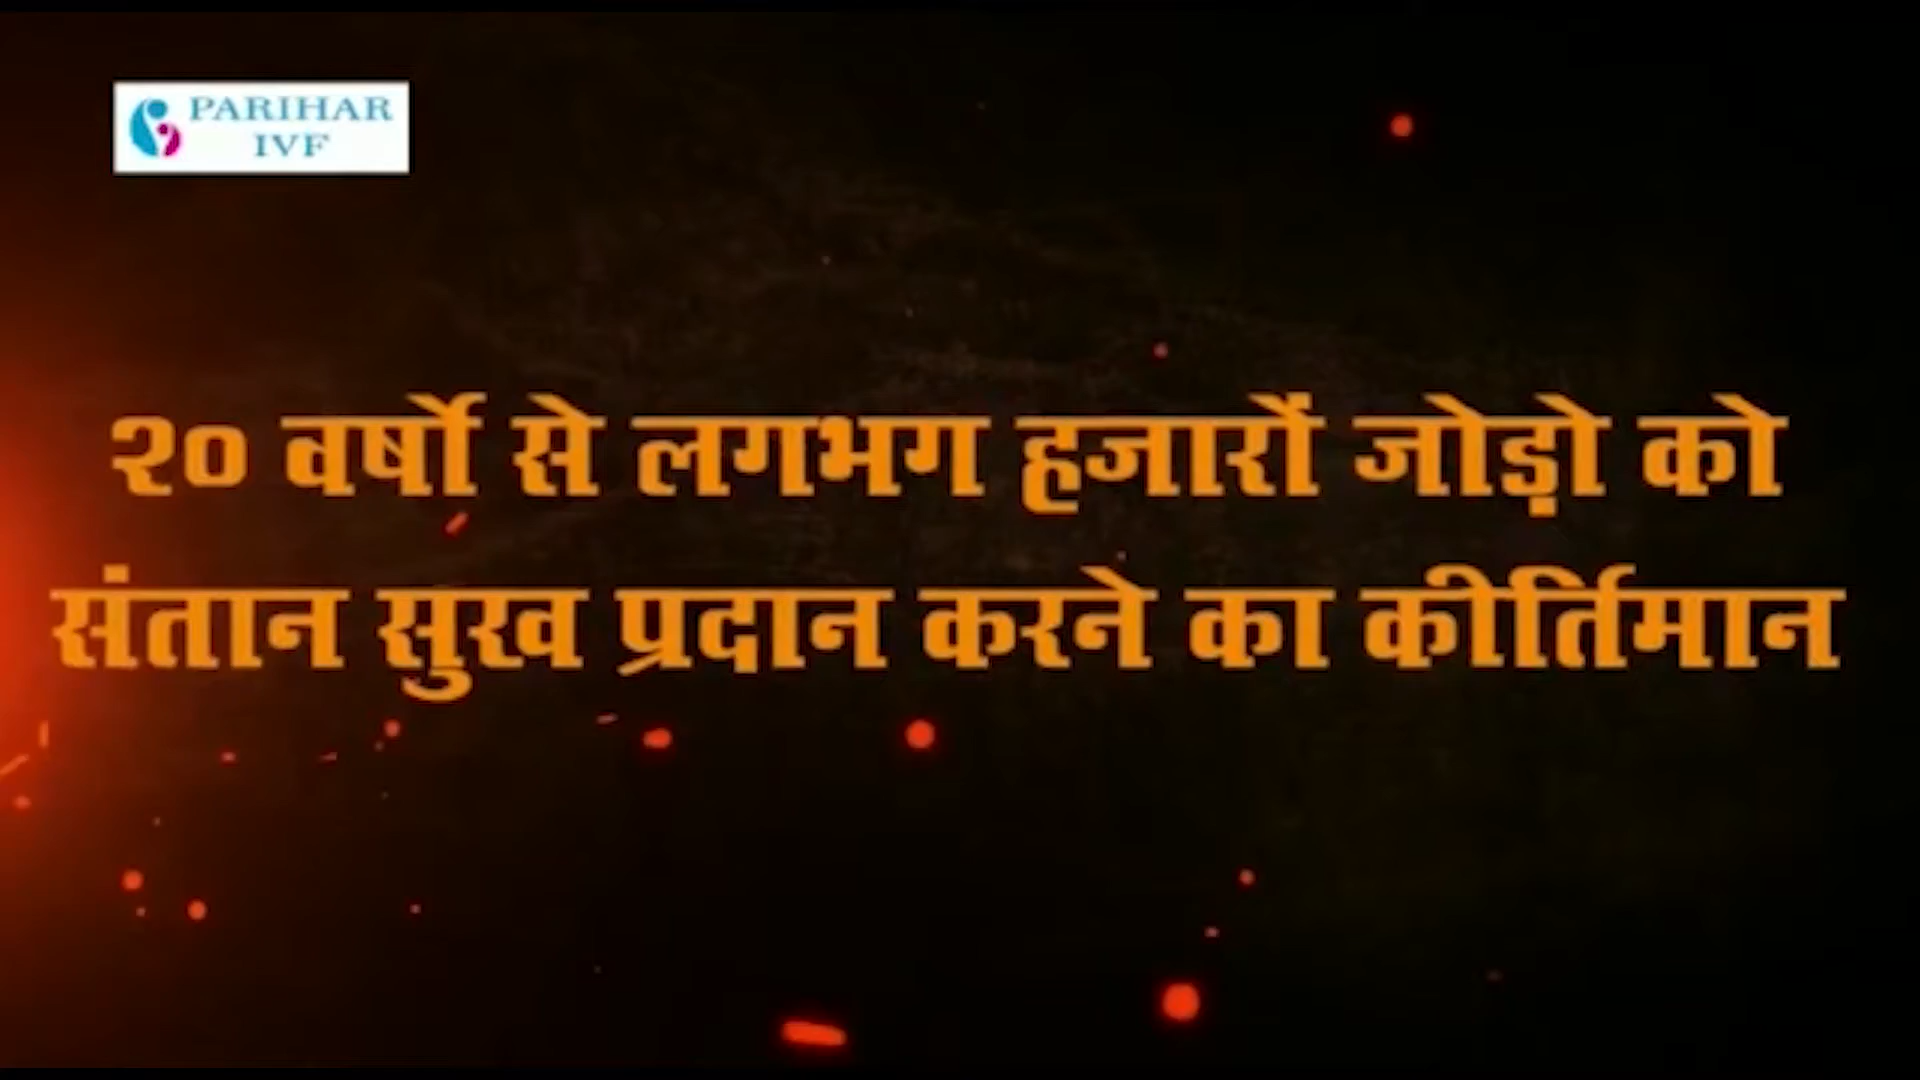 PARIHAR
IVF
२० वर्षो से लगभग हजारों जोड़ो को
संतान सुख प्रदान करने का कीर्तिमान